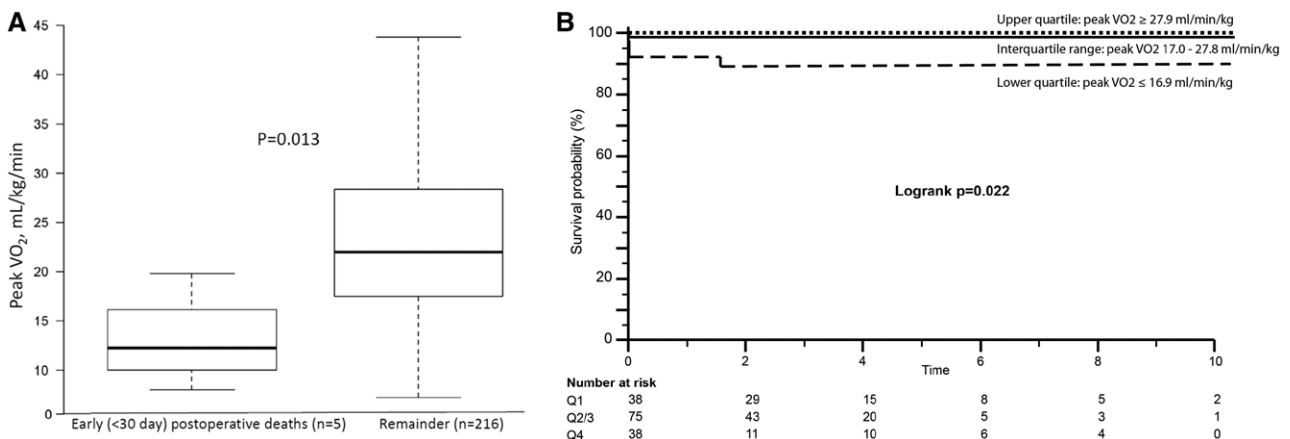 A
45
40
35
30
25
20
15
10
0
Peak VO2, mL/kg/min
P=0.013
Early (<30 day) postoperative deaths (n=5)
Remainder (n=216)
B
Upper quartile: peak VO2 ≥ 27.9 ml/min/kg
Interquartile range: peak VO2 17.0 - 27.8 ml/min/kg
Lower quartile: peak VO2 ≤ 16.9 ml/min/kg
100
80
60
40
20
0
Survival probability (%)
Logrank p=0.022
0 2 4 6 8 10
Time
Number at risk
Q1 38 29 15 8 5 2
Q2/3 75 43 20 5 3 1
Q4 38 11 10 6 4 0